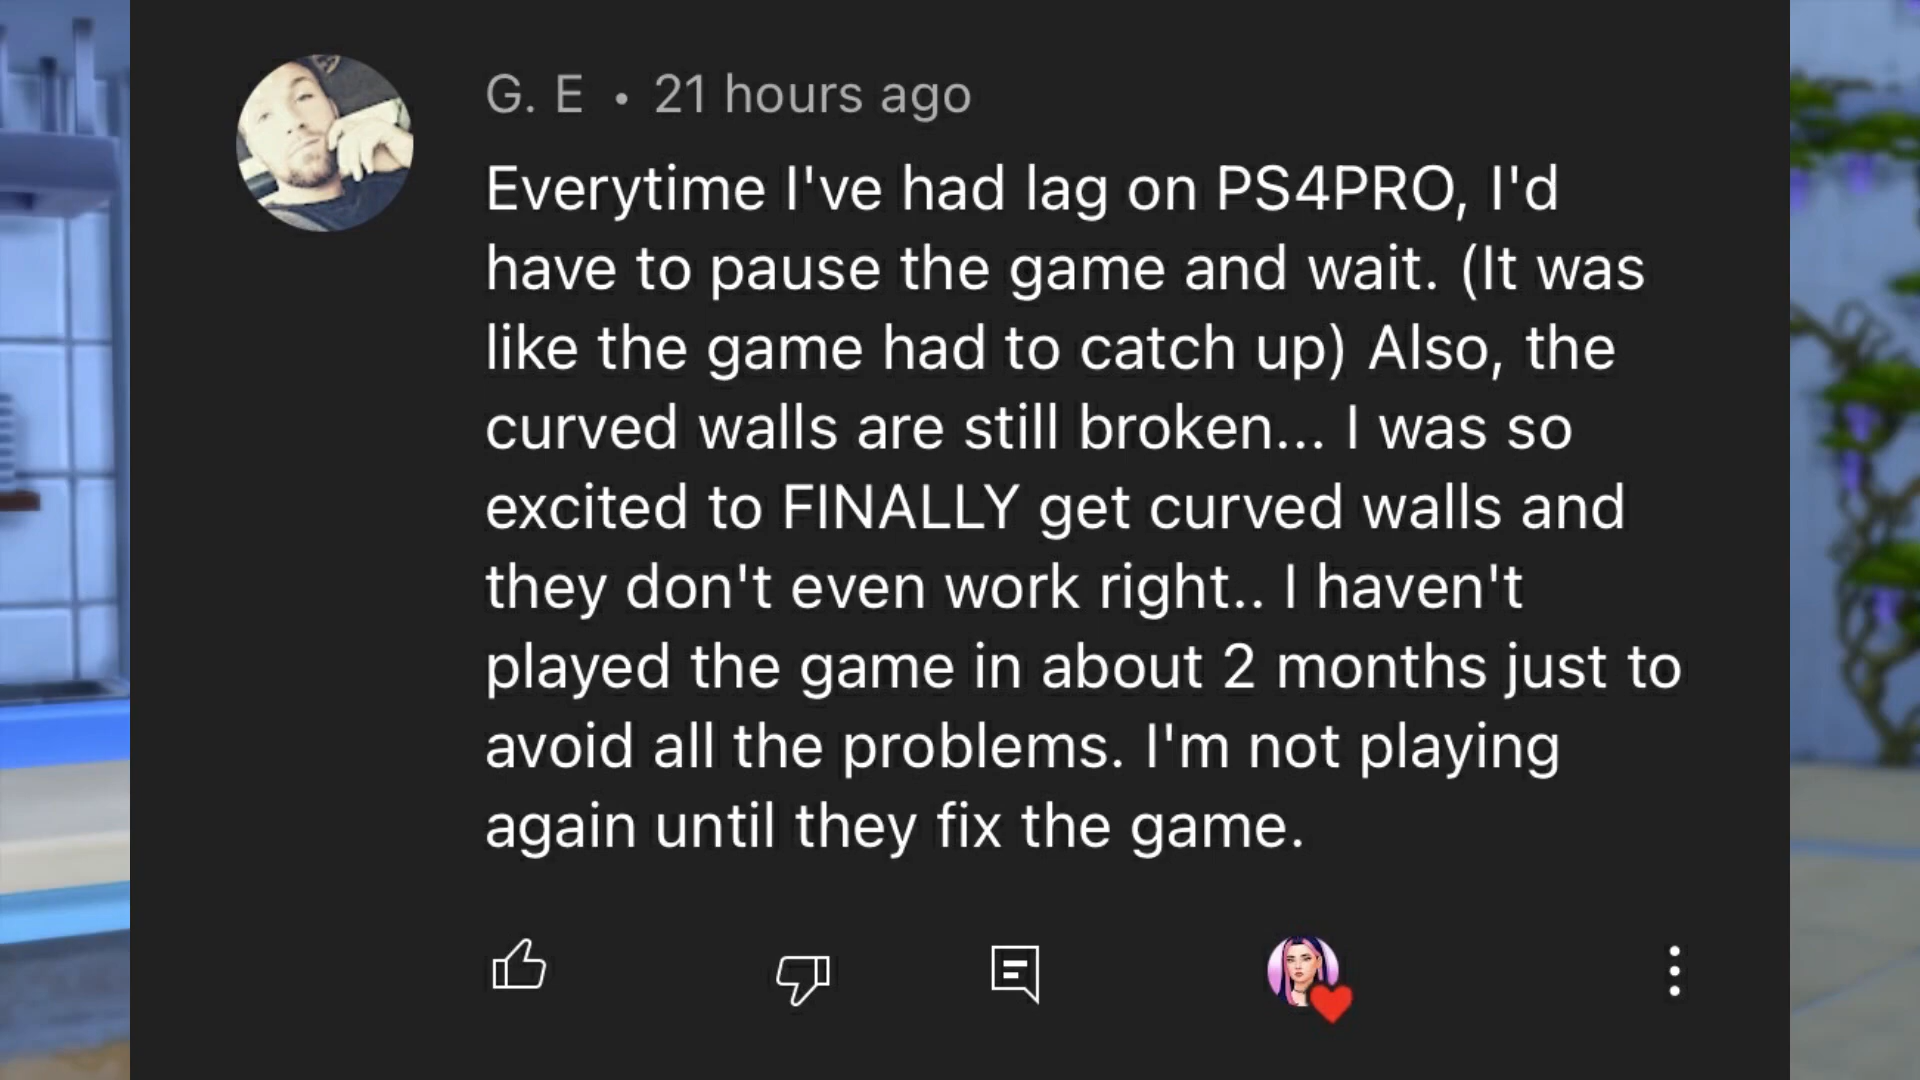 G. E • 21 hours ago
Everytime I've had lag on PS4PRO, I'd
have to pause the game and wait. (It was
like the game had to catch up) Also, the
curved walls are still broken... I was so
excited to FINALLY get curved walls and
they don't even work right.. I haven't
played the game in about 2 months just to
avoid all the problems. I'm not playing
again until they fix the game.